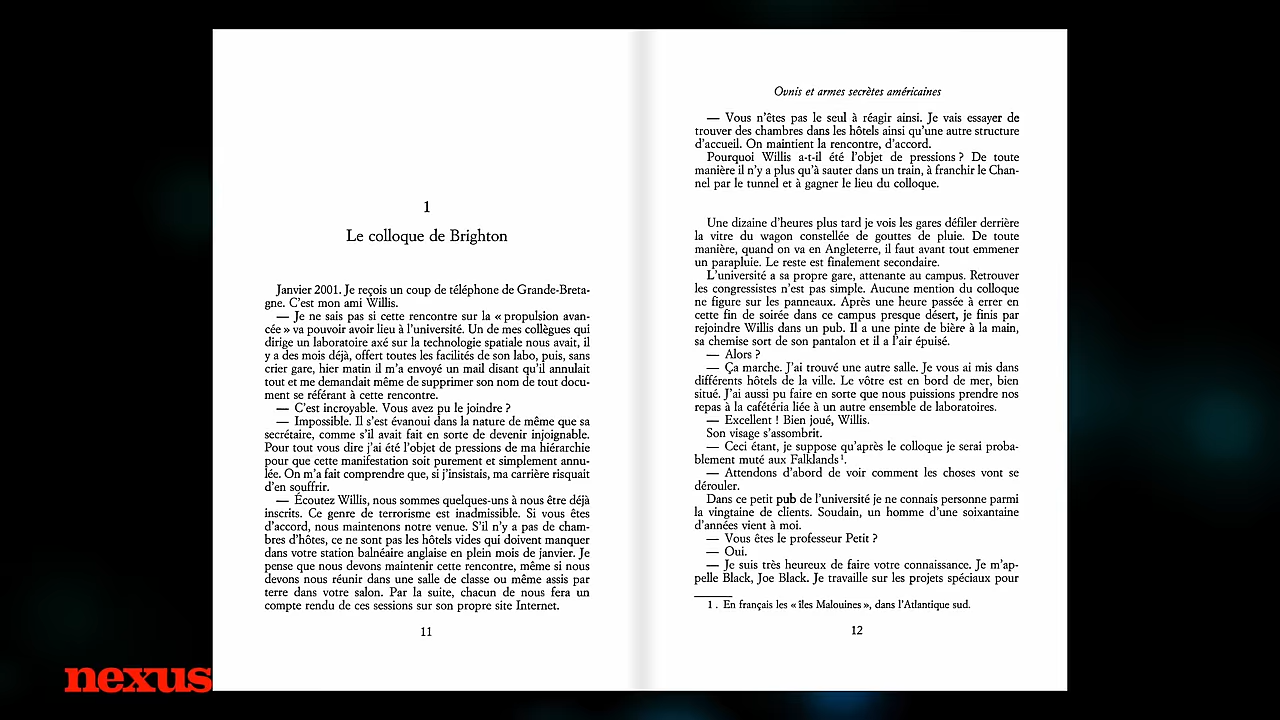 1
Le colloque de Brighton
Janvier 2001. Je reçois un coup de téléphone de Grande-Breta-
gne. C'est mon ami Willis.
— Je ne sais pas si cette rencontre sur la « propulsion avan-
cée » va pouvoir avoir lieu à l'université. Un de mes collègues qui
dirige un laboratoire axé sur la technologie spatiale nous avait, il
y a des mois déjà, offert toutes les facilités de son labo, puis, sans
crier gare, hier matin il m'a envoyé un mail disant qu'il annulait
tout et me demandait même de supprimer son nom de tout docu-
ment se référant à cette rencontre.
— C'est incroyable. Vous avez pu le joindre ?
— Impossible. Il s'est évanoui dans la nature de même que sa
secrétaire, comme s'il avait fait en sorte de devenir injoignable.
Pour tout vous dire j'ai été l'objet de pressions de ma hiérarchie
pour que cette manifestation soit purement et simplement annu-
lée. On m'a fait comprendre que, si j'insistais, ma carrière risquait
d'en souffrir.
— Écoutez Willis, nous sommes quelques-uns à nous être déjà
inscrits. Ce genre de terrorisme est inadmissible. Si vous êtes
d'accord, nous maintenons notre venue. S'il n'y a pas de cham-
bres d'hôtes, ce ne sont pas les hôtels vides qui doivent manquer
dans votre station balnéaire anglaise en plein mois de janvier. Je
pense que nous devons maintenir cette rencontre, même si nous
devons nous réunir dans une salle de classe ou même assis par
terre dans votre salon. Par la suite, chacun de nous fera un
compte rendu de ces sessions sur son propre site Internet.
11
Ovnis et armes secrètes américaines
— Vous n'êtes pas le seul à réagir ainsi. Je vais essayer de
trouver des chambres dans les hôtels ainsi qu'une autre structure
d'accueil. On maintient la rencontre, d'accord.
Pourquoi Willis a-t-il été l'objet de pressions ? De toute
manière il n'y a plus qu'à sauter dans un train, à franchir le Chan-
nel par le tunnel et à gagner le lieu du colloque.
Une dizaine d'heures plus tard je vois les gares défiler derrière
la vitre du wagon constellée de gouttes de pluie. De toute
manière, quand on va en Angleterre, il faut avant tout emmener
un parapluie. Le reste est finalement secondaire.
L'université a sa propre gare, attenante au campus. Retrouver
les congressistes n'est pas simple. Aucune mention du colloque
ne figure sur les panneaux. Après une heure passée à errer en
cette fin de soirée dans ce campus presque désert, je finis par
rejoindre Willis dans un pub. Il a une pinte de bière à la main,
sa chemise sort de son pantalon et il a l'air épuisé.
— Alors ?
— Ça marche. J'ai trouvé une autre salle. Je vous ai mis dans
différents hôtels de la ville. Le vôtre est en bord de mer, bien
situé. J'ai aussi pu faire en sorte que nous puissions prendre nos
repas à la cafétéria liée à un autre ensemble de laboratoires.
— Excellent ! Bien joué, Willis.
Son visage s'assombrit.
— Ceci étant, je suppose qu'après le colloque je serai proba-
blement muté aux Falklands¹.
— Attendons d'abord de voir comment les choses vont se
dérouler.
Dans ce petit pub de l'université je ne connais personne parmi
la vingtaine de clients. Soudain, un homme d'une soixantaine
d'années vient à moi.
— Vous êtes le professeur Petit ?
— Oui.
— Je suis très heureux de faire votre connaissance. Je m'ap-
pelle Black, Joe Black. Je travaille sur les projets spéciaux pour
1. En français les « îles Malouines », dans l'Atlantique sud.
12
nexus